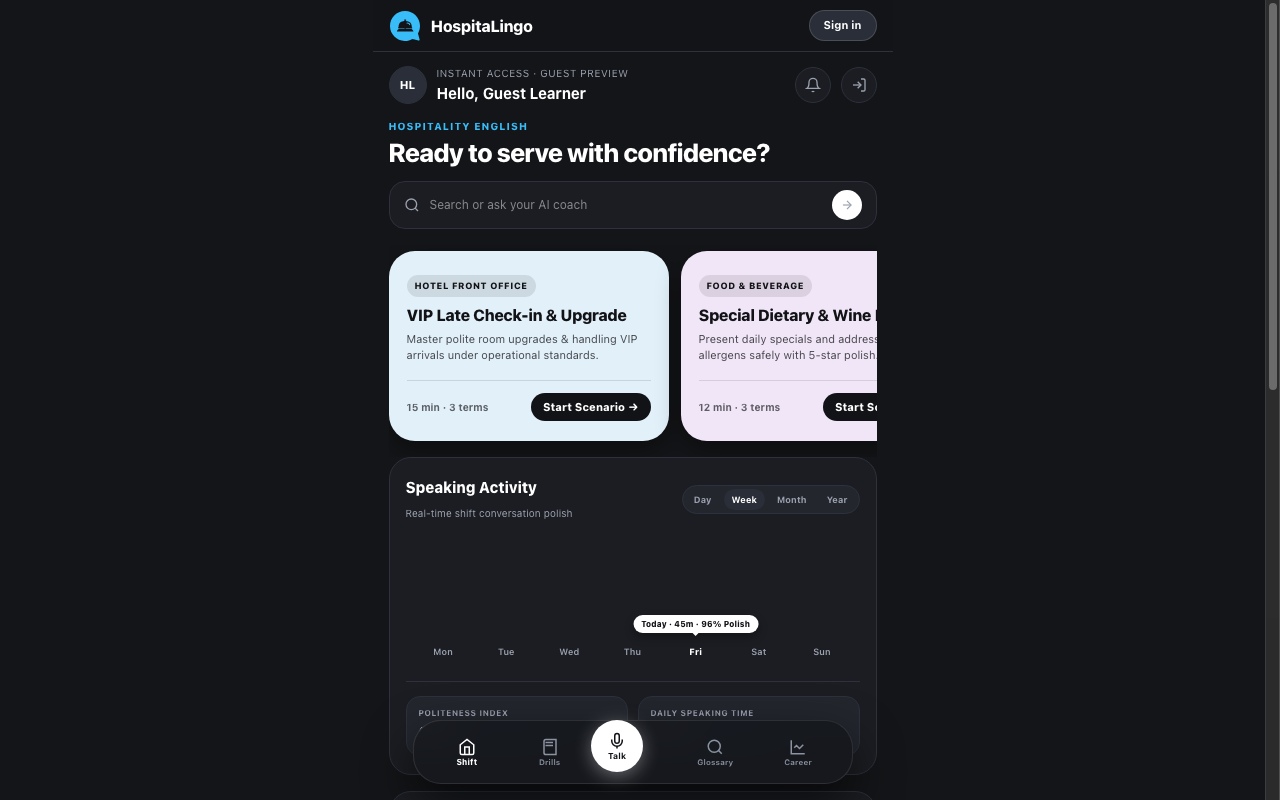 HospitaLingo
Sign in
HL
INSTANT ACCESS · GUEST PREVIEW
Hello, Guest Learner
HOSPITALITY ENGLISH
Ready to serve with confidence?
Search or ask your AI coach
HOTEL FRONT OFFICE
VIP Late Check-in & Upgrade
Master polite room upgrades & handling VIP
arrivals under operational standards.
15 min · 3 terms
Start Scenario →
FOOD & BEVERAGE
Special Dietary & Wine
Present daily specials and address
allergens safely with 5-star polish.
12 min · 3 terms
Start
Speaking Activity
Real-time shift conversation polish
Day
Week
Month
Year
Today · 45m · 96% Polish
Mon
Tue
Wed
Thu
Fri
Sat
Sun
POLITENESS INDEX
DAILY SPEAKING TIME
Shift
Drills
Talk
Glossary
Career